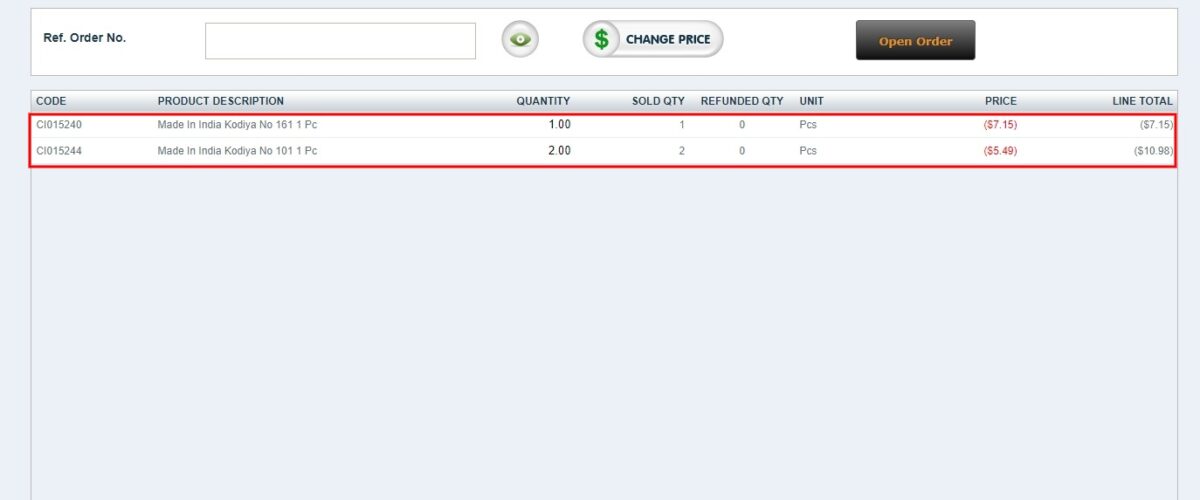 Ref. Order No. $ CHANGE PRICE Open Order
CODE PRODUCT DESCRIPTION QUANTITY SOLD QTY REFUNDED QTY UNIT PRICE LINE TOTAL
CI015240 Made In India Kodiya No 161 1 Pc 1.00 1 0 Pcs ($7.15) ($7.15)
CI015244 Made In India Kodiya No 101 1 Pc 2.00 2 0 Pcs ($5.49) ($10.98)